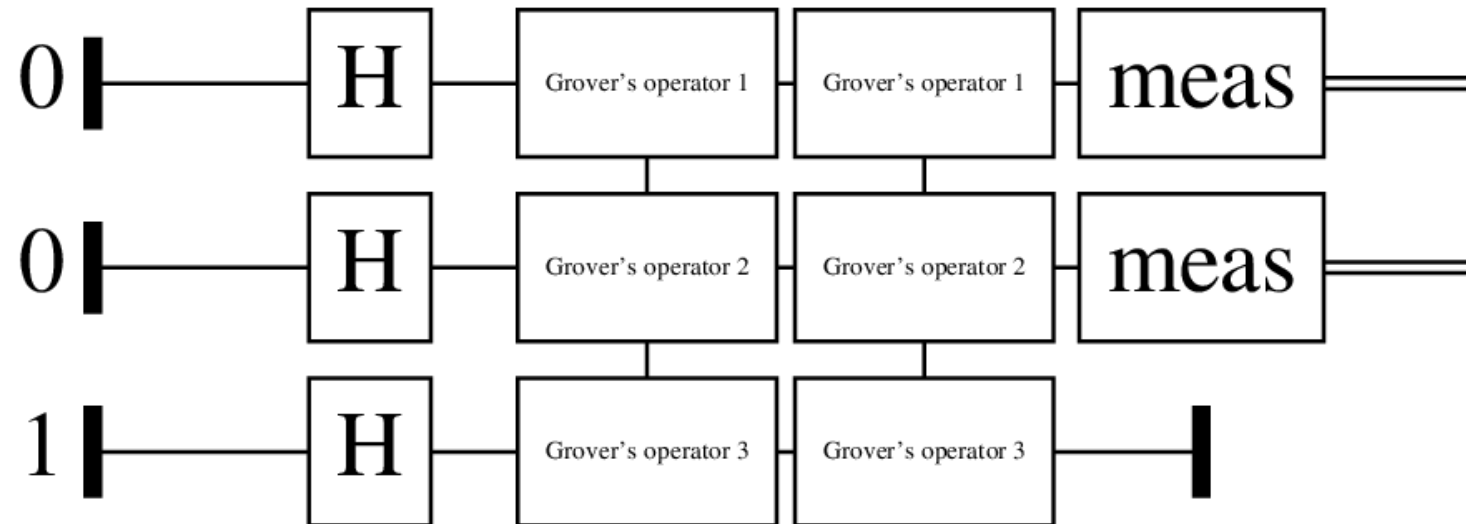 0 H Grover's operator 1 Grover's operator 1 meas
0 H Grover's operator 2 Grover's operator 2 meas
1 H Grover's operator 3 Grover's operator 3